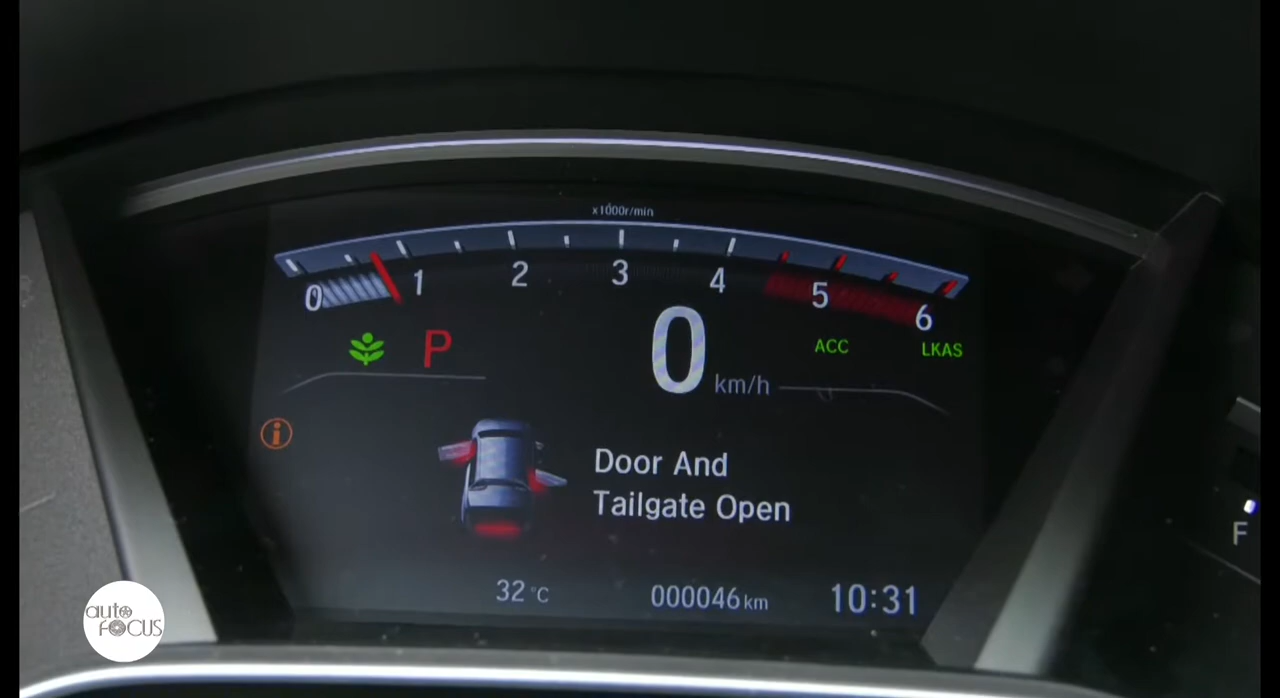 x1000r/min
0 1 2 3 4 5 6
P
0 km/h
ACC
LKAS
Door And
Tailgate Open
32°C
000046 km
10:31
F
auto
FOCUS